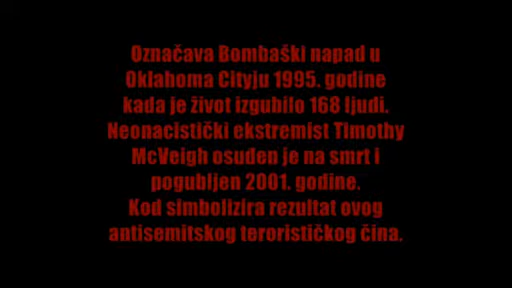 Označava Bombaški napad u
Oklahoma Cityju 1995. godine
kada je život izgubilo 168 ljudi.
Neonacistički ekstremist Timothy
McVeigh osuđen je na smrt i
pogubljen 2001. godine.
Kod simbolizira rezultat ovog
antisemitskog terorističkog čina.